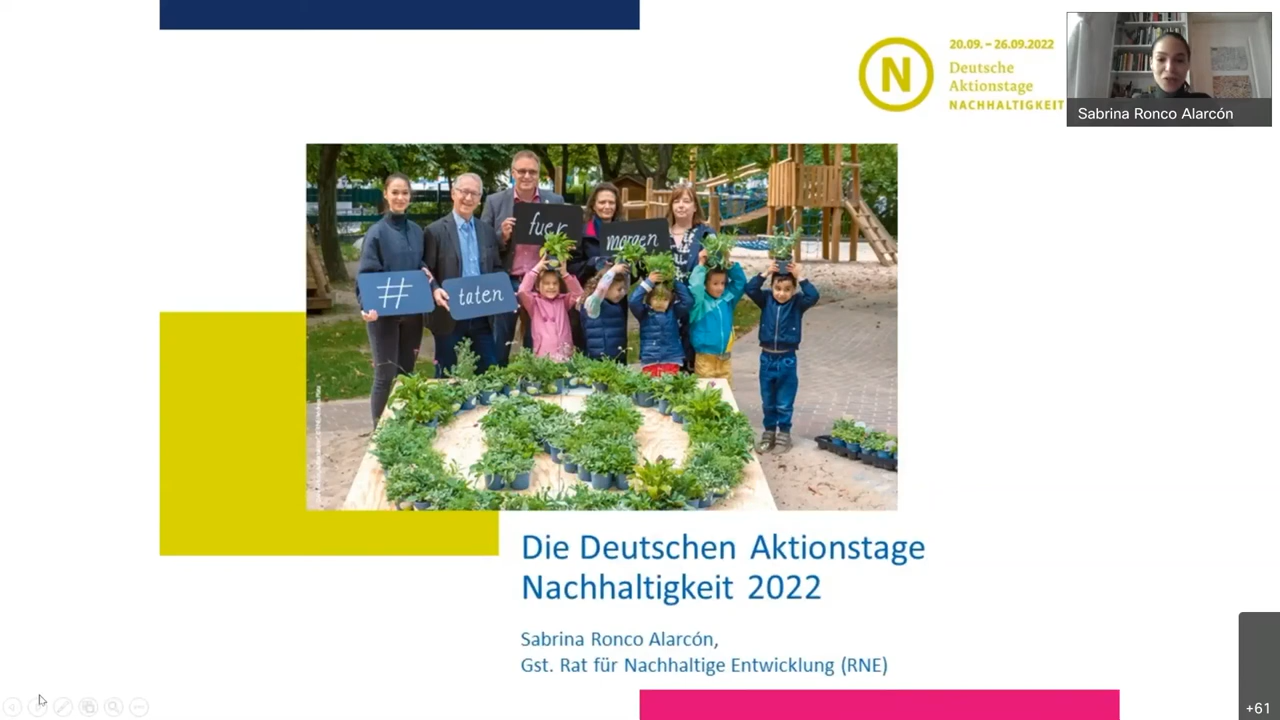 20.09. – 26.09.2022
N
Deutsche
Aktionstage
NACHHALTIGKEIT
Sabrina Ronco Alarcón
fuer
morgen
#
taten
Die Deutschen Aktionstage
Nachhaltigkeit 2022
Sabrina Ronco Alarcón,
Gst. Rat für Nachhaltige Entwicklung (RNE)
+61